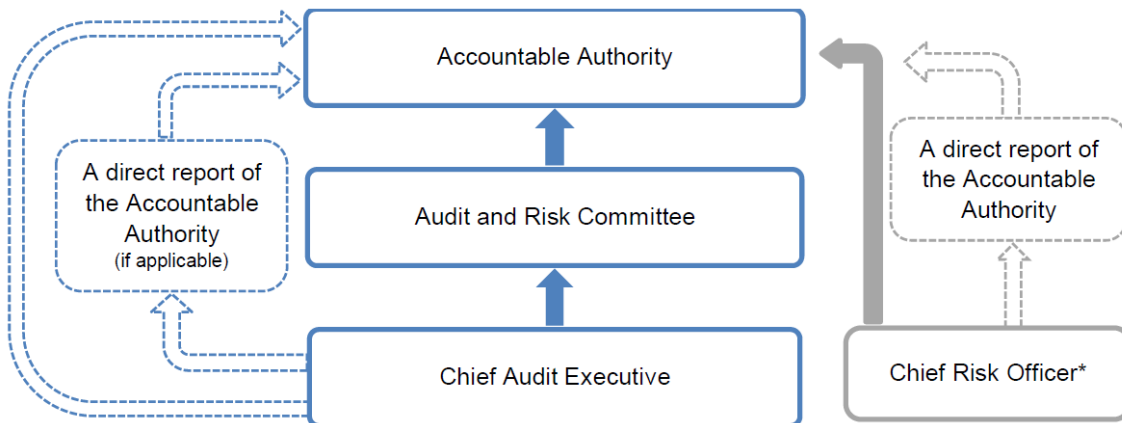 Accountable Authority
A direct report of
the Accountable
Authority
(if applicable)
Audit and Risk Committee
A direct report of
the Accountable
Authority
Chief Audit Executive
Chief Risk Officer*